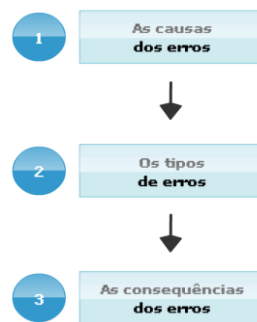 1
As causas
dos erros
2
Os tipos
de erros
3
As consequências
dos erros